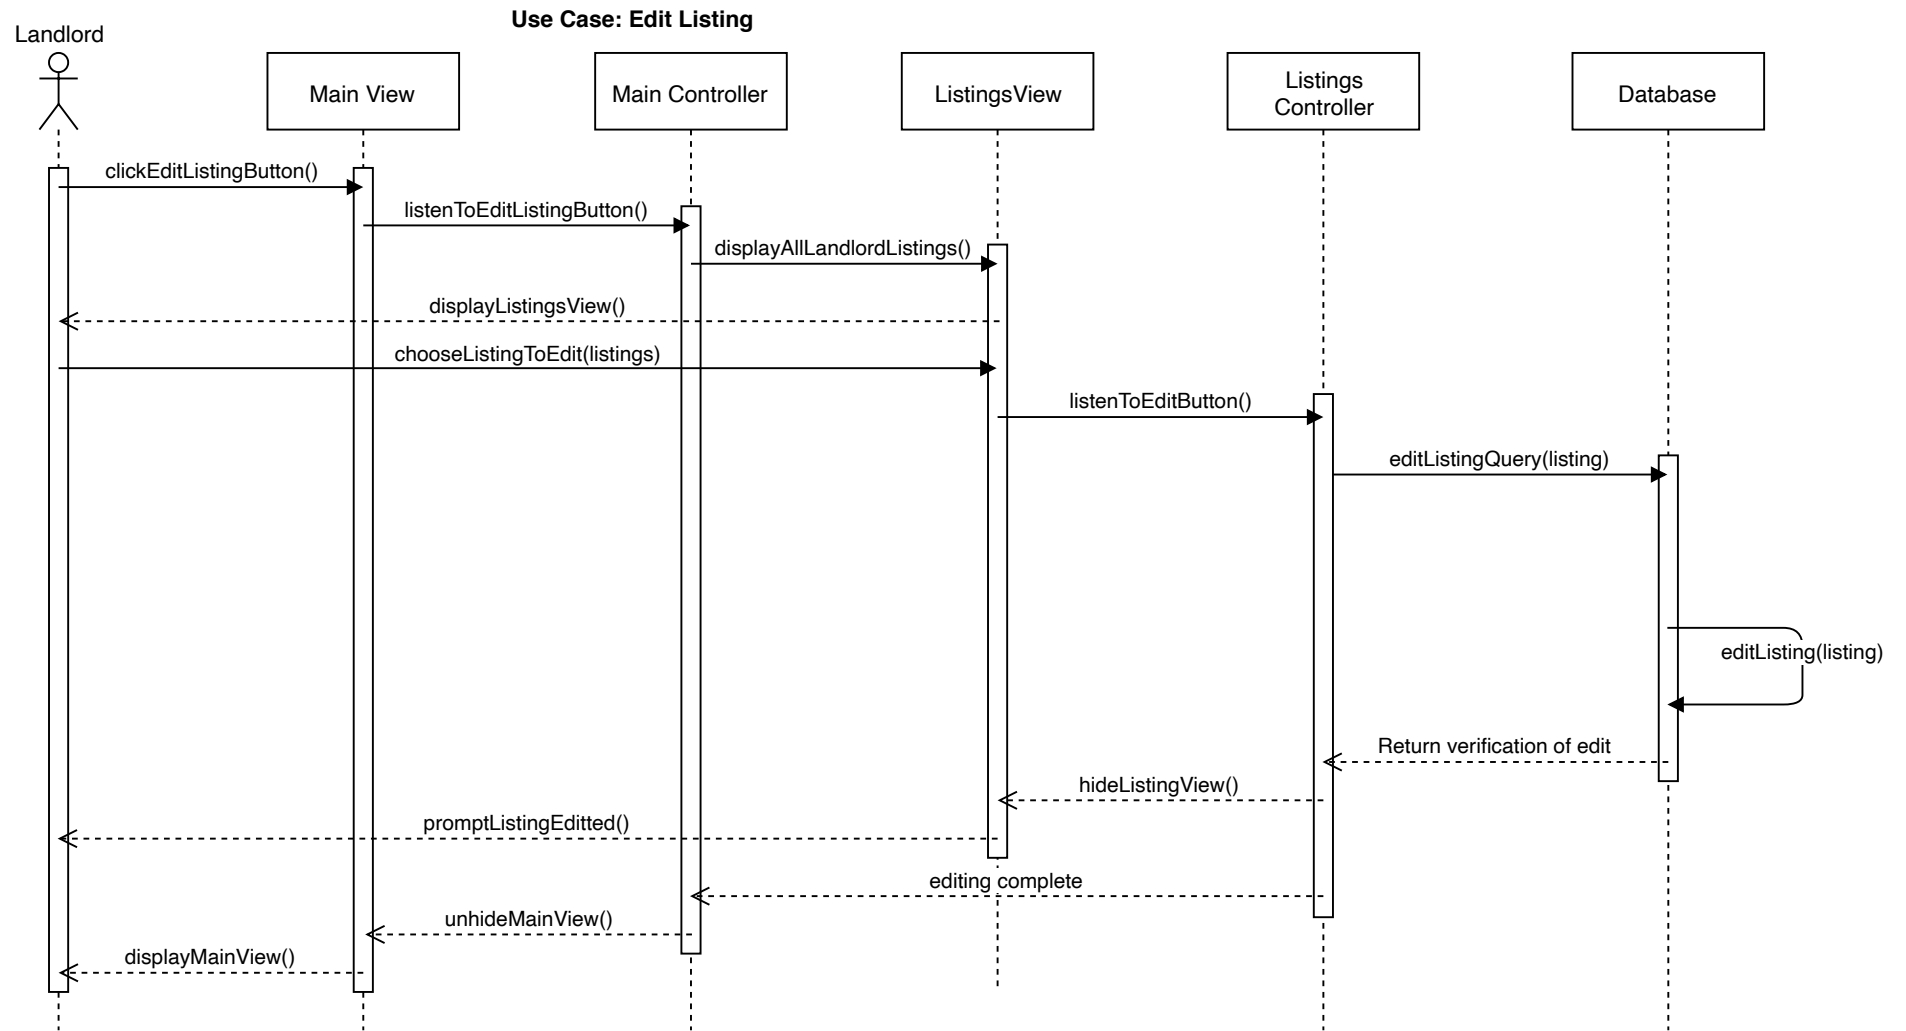 Use Case: Edit Listing
Landlord
Main View
Main Controller
ListingsView
Listings
Controller
Database
clickEditListingButton()
listenToEditListingButton()
displayAllLandlordListings()
displayListingsView()
chooseListingToEdit(listings)
listenToEditButton()
editListingQuery(listing)
editListing(listing)
Return verification of edit
hideListingView()
promptListingEditted()
editing complete
unhideMainView()
displayMainView()